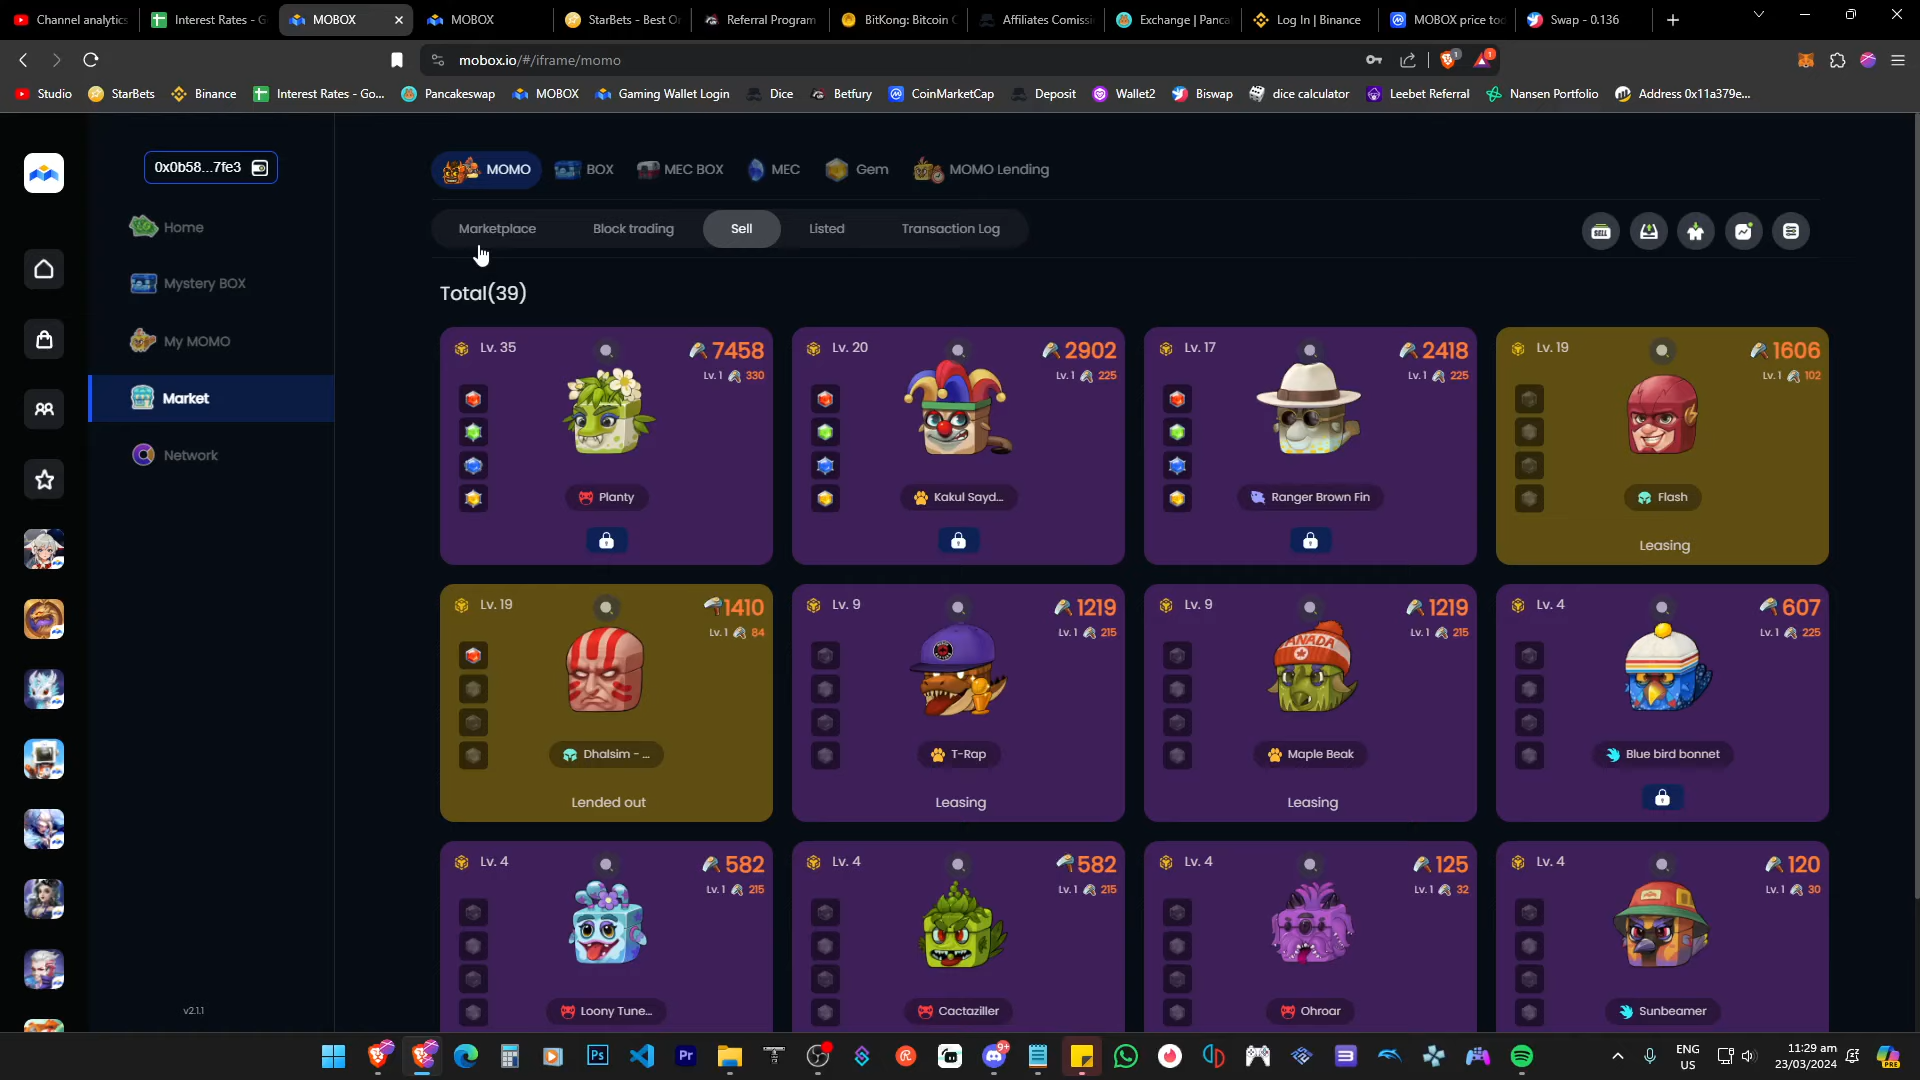 Channel analytics
Interest Rates - G
MOBOX
MOBOX
StarBets - Best O
Referral Program
BitKong: Bitcoin C
Affiliates Comissi
Exchange | Panca
Log In | Binance
MOBOX price to
Swap - 0.136
mobox.io/#/iframe/momo
1
1
Studio
StarBets
Binance
Interest Rates - Go...
Pancakeswap
MOBOX
Gaming Wallet Login
Dice
Betfury
CoinMarketCap
Deposit
Wallet2
Biswap
dice calculator
Leebet Referral
Nansen Portfolio
Address 0x11a379e...
0x0b58...7fe3
Home
Mystery BOX
My MOMO
Market
Network
v2.1.1
MOMO
BOX
MEC BOX
MEC
Gem
MOMO Lending
Marketplace
Block trading
Sell
Listed
Transaction Log
SELL
Total(39)
Lv. 35
7458
Lv. 1 330
Planty
Lv. 20
2902
Lv. 1 225
Kakul Sayd...
Lv. 17
2418
Lv. 1 225
Ranger Brown Fin
Lv. 19
1606
Lv. 1 102
Flash
Leasing
Lv. 19
1410
Lv. 1 84
Dhalsim - ...
Lended out
Lv. 9
1219
Lv. 1 215
T-Rap
Leasing
Lv. 9
1219
Lv. 1 215
CANADA
Maple Beak
Leasing
Lv. 4
607
Lv. 1 225
Blue bird bonnet
Lv. 4
582
Lv. 1 215
Loony Tune...
Lv. 4
582
Lv. 1 215
Cactaziller
Lv. 4
125
Lv. 1 32
Ohroar
Lv. 4
120
Lv. 1 30
Sunbeamer
Ps
Pr
9+
ENG
US
11:29 am
23/03/2024
PRE